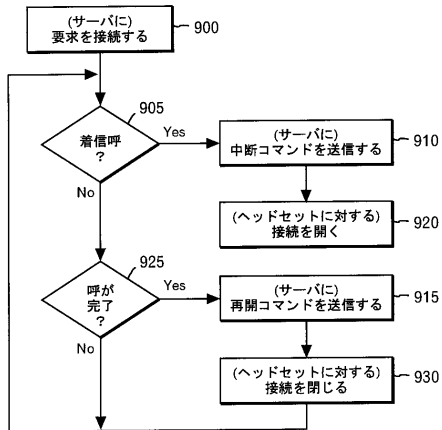 (サーバに)
要求を接続する
900
905
着信呼
?
Yes
No
(サーバに)
中断コマンドを送信する
910
(ヘッドセットに対する)
接続を開く
920
925
呼が
完了
?
Yes
No
(サーバに)
再開コマンドを送信する
915
(ヘッドセットに対する)
接続を閉じる
930